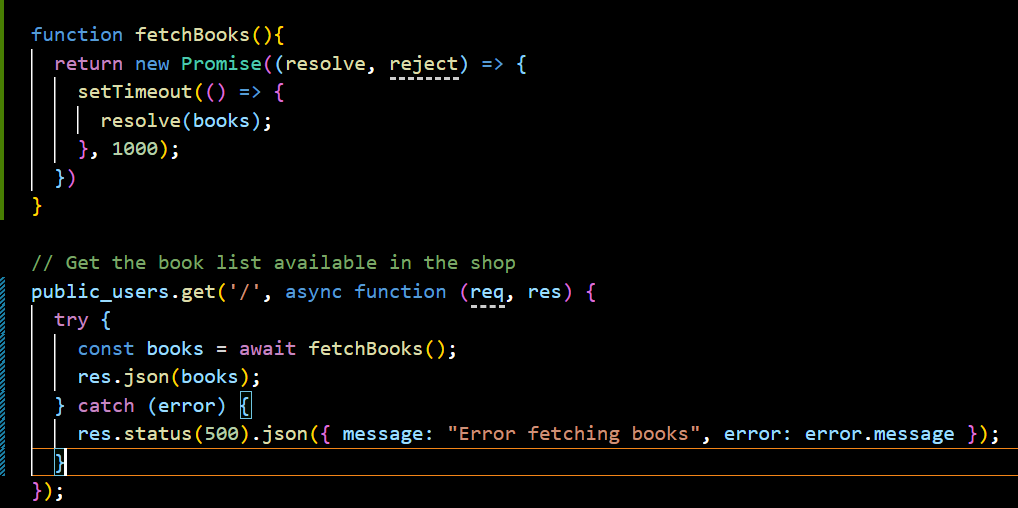 function fetchBooks(){
  return new Promise((resolve, reject) => {
    setTimeout(() => {
      resolve(books);
    }, 1000);
  })
}

// Get the book list available in the shop
public_users.get('/', async function (req, res) {
  try {
    const books = await fetchBooks();
    res.json(books);
  } catch (error) {
    res.status(500).json({ message: "Error fetching books", error: error.message });
  }
});